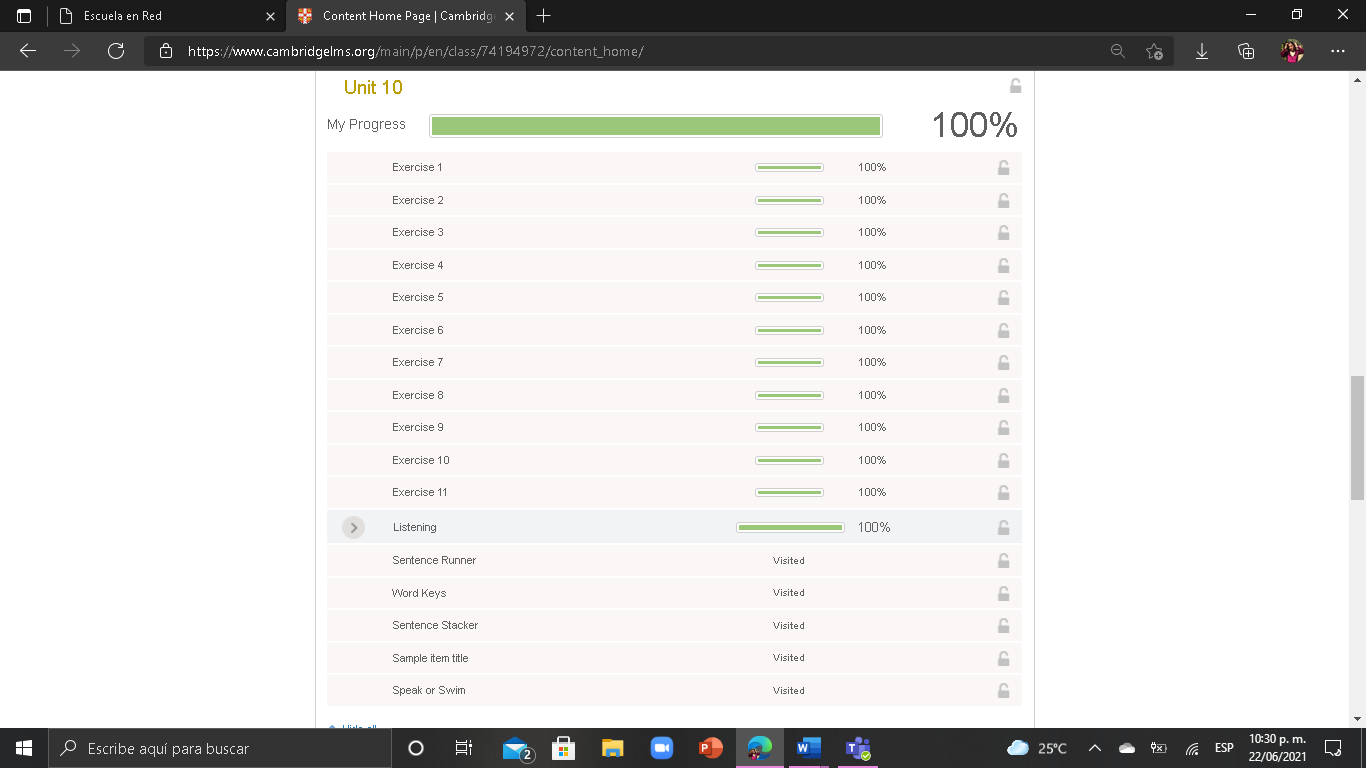 Escuela en Red
Content Home Page | Cambridge
https://www.cambridgelms.org/main/p/en/class/74194972/content_home/
Unit 10
My Progress 100%
Exercise 1 100%
Exercise 2 100%
Exercise 3 100%
Exercise 4 100%
Exercise 5 100%
Exercise 6 100%
Exercise 7 100%
Exercise 8 100%
Exercise 9 100%
Exercise 10 100%
Exercise 11 100%
Listening 100%
Sentence Runner Visited
Word Keys Visited
Sentence Stacker Visited
Sample item title Visited
Speak or Swim Visited
Hide all
Escribe aquí para buscar
2
25°C
ESP
10:30 p. m.
22/06/2021